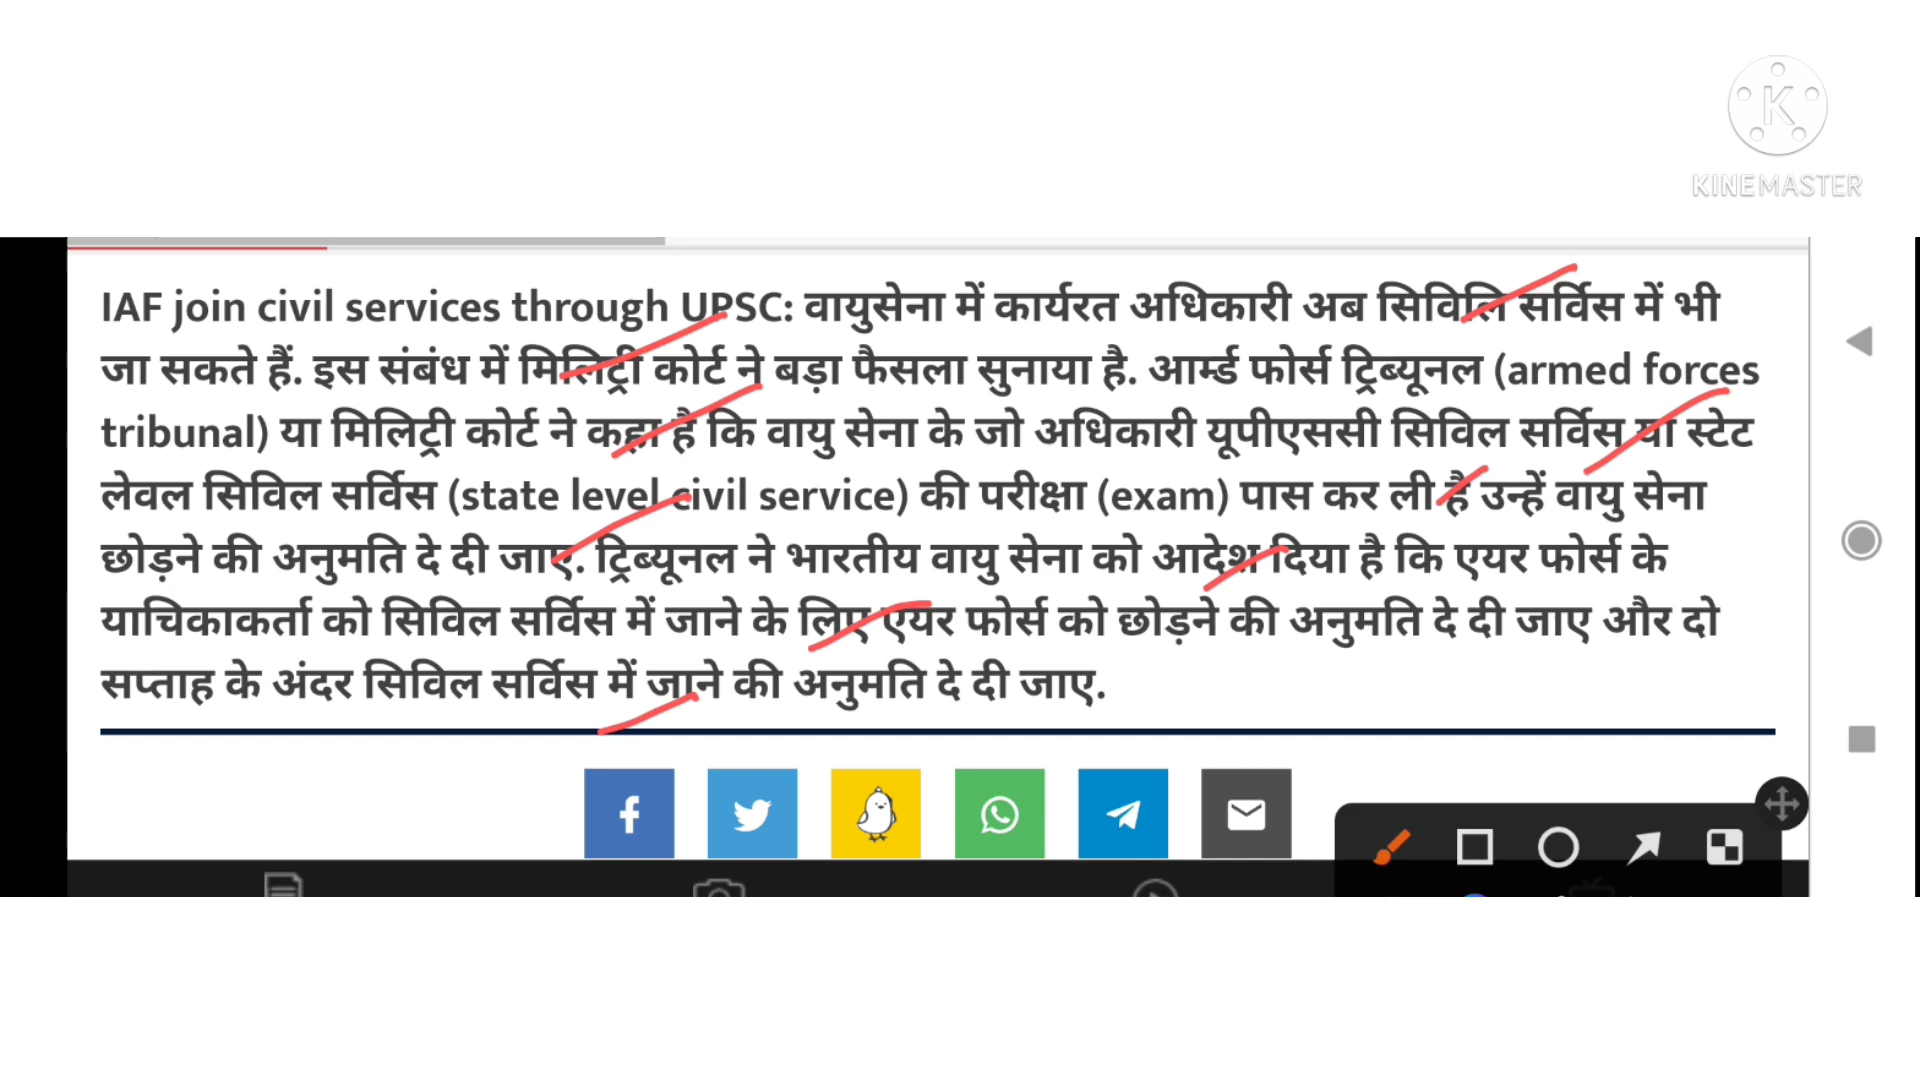 KINEMASTER
IAF join civil services through UPSC: वायुसेना में कार्यरत अधिकारी अब सिविलि सर्विस में भी
जा सकते हैं. इस संबंध में मिलिट्री कोर्ट ने बड़ा फैसला सुनाया है. आर्म्ड फोर्स ट्रिब्यूनल (armed forces
tribunal) या मिलिट्री कोर्ट ने कहा है कि वायु सेना के जो अधिकारी यूपीएससी सिविल सर्विस या स्टेट
लेवल सिविल सर्विस (state level civil service) की परीक्षा (exam) पास कर ली है उन्हें वायु सेना
छोड़ने की अनुमति दे दी जाए. ट्रिब्यूनल ने भारतीय वायु सेना को आदेश दिया है कि एयर फोर्स के
याचिकाकर्ता को सिविल सर्विस में जाने के लिए एयर फोर्स को छोड़ने की अनुमति दे दी जाए और दो
सप्ताह के अंदर सिविल सर्विस में जाने की अनुमति दे दी जाए.